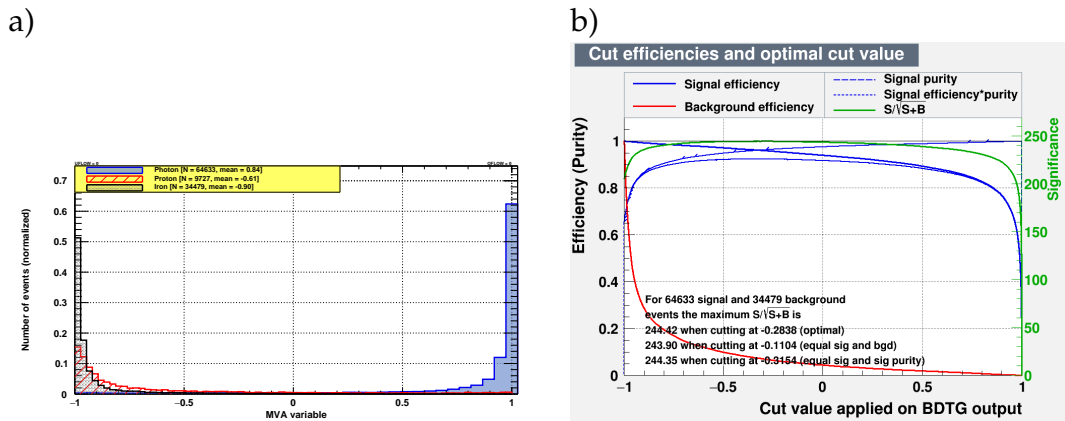 a)
UFLOW = 0
OFLOW = 0
Photon [N = 64633, mean = 0.84]
Proton [N = 9727, mean = -0.61]
Iron [N = 34479, mean = -0.90]
Number of events (normalized)
0.7
0.6
0.5
0.4
0.3
0.2
0.1
0
−1
−0.5
0
0.5
1
MVA variable
b)
Cut efficiencies and optimal cut value
Signal efficiency
Background efficiency
Signal purity
Signal efficiency*purity
S/√S+B
Efficiency (Purity)
1
0.8
0.6
0.4
0.2
0
Significance
250
200
150
100
50
0
For 64633 signal and 34479 background
events the maximum S/√S+B is
244.42 when cutting at -0.2838 (optimal)
243.90 when cutting at -0.1104 (equal sig and bgd)
244.35 when cutting at -0.3154 (equal sig and sig purity)
−1
−0.5
0
0.5
1
Cut value applied on BDTG output